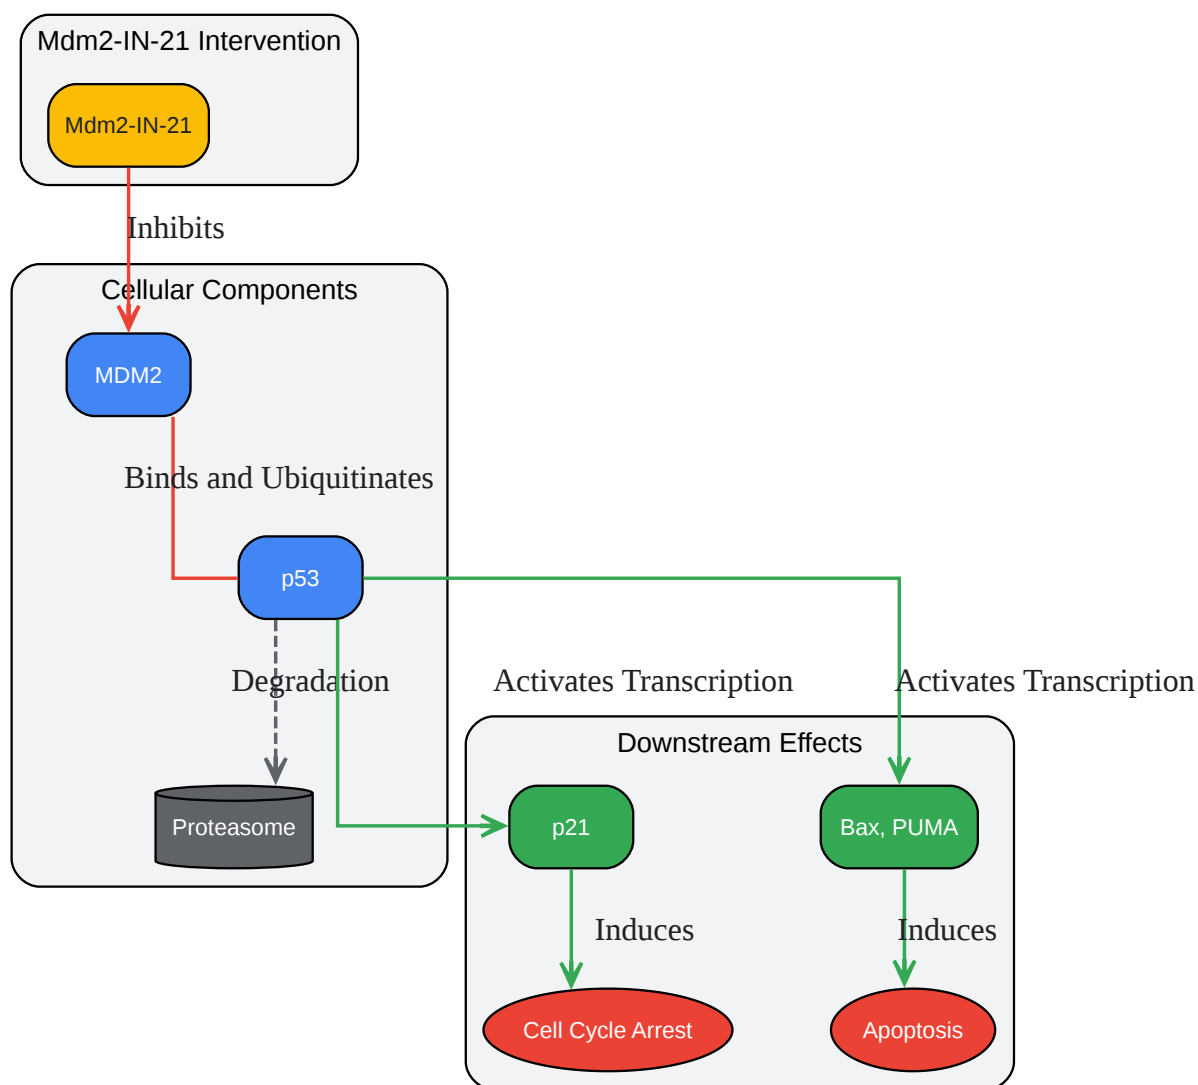 Mdm2-IN-21 Intervention
Mdm2-IN-21
Inhibits
Cellular Components
MDM2
Binds and Ubiquitinates
p53
Degradation
Activates Transcription
Activates Transcription
Downstream Effects
Proteasome
p21
Bax, PUMA
Induces
Induces
Cell Cycle Arrest
Apoptosis